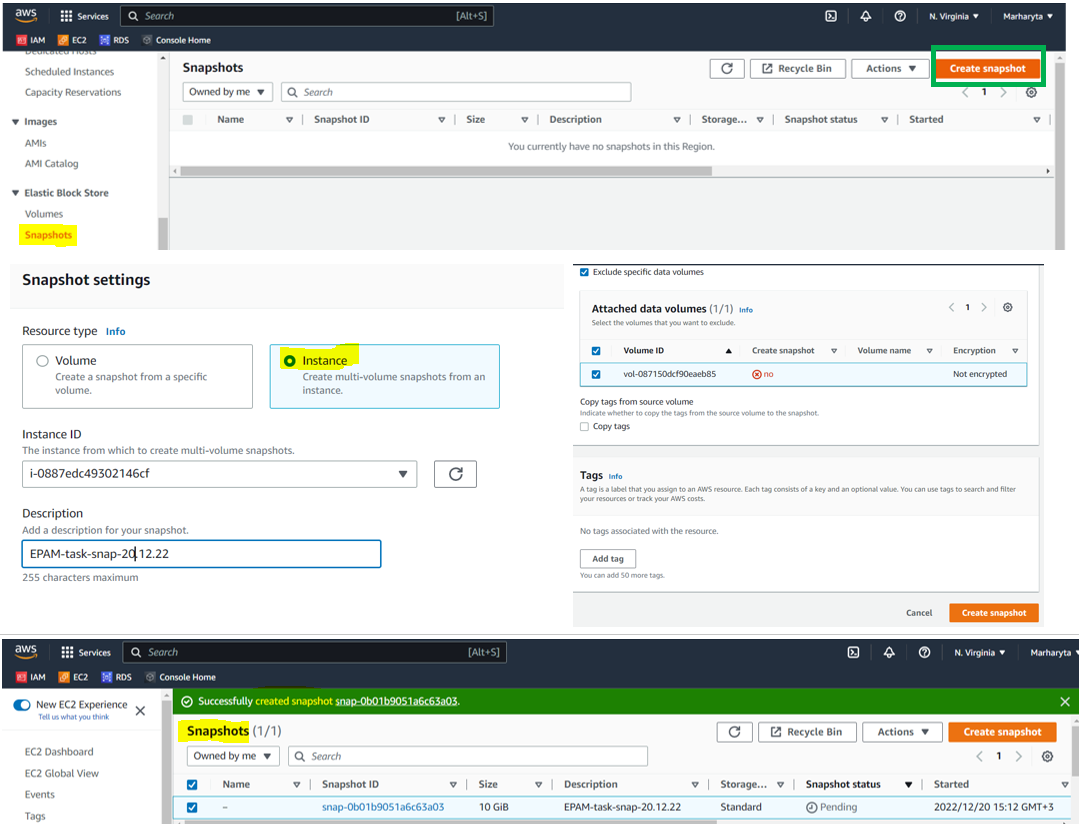 aws
Services
Search
[Alt+S]
N. Virginia
Marharyta
IAM
EC2
RDS
Console Home
Dedicated Hosts
Scheduled Instances
Capacity Reservations
Images
AMIs
AMI Catalog
Elastic Block Store
Volumes
Snapshots
Snapshots
Recycle Bin
Actions
Create snapshot
Owned by me
Search
1
Name
Snapshot ID
Size
Description
Storage...
Snapshot status
Started
You currently have no snapshots in this Region.
Snapshot settings
Resource type Info
Volume
Create a snapshot from a specific
volume.
Instance
Create multi-volume snapshots from an
instance.
Instance ID
The instance from which to create multi-volume snapshots.
i-0887edc49302146cf
Description
Add a description for your snapshot.
EPAM-task-snap-20.12.22
255 characters maximum
Exclude specific data volumes
Attached data volumes (1/1) Info
Select the volumes that you want to exclude.
1
Volume ID
Create snapshot
Volume name
Encryption
vol-087150dcf90eaeb85
no
Not encrypted
Copy tags from source volume
Indicate whether to copy the tags from the source volume to the snapshot.
Copy tags
Tags Info
A tag is a label that you assign to an AWS resource. Each tag consists of a key and an optional value. You can use tags to search and filter
your resources or track your AWS costs.
No tags associated with the resource.
Add tag
You can add 50 more tags.
Cancel
Create snapshot
aws
Services
Search
[Alt+S]
N. Virginia
Marharyta
IAM
EC2
RDS
Console Home
New EC2 Experience
Tell us what you think
EC2 Dashboard
EC2 Global View
Events
Tags
Successfully created snapshot snap-0b01b9051a6c63a03.
Snapshots (1/1)
Recycle Bin
Actions
Create snapshot
Owned by me
Search
1
Name
Snapshot ID
Size
Description
Storage...
Snapshot status
Started
–
snap-0b01b9051a6c63a03
10 GiB
EPAM-task-snap-20.12.22
Standard
Pending
2022/12/20 15:12 GMT+3